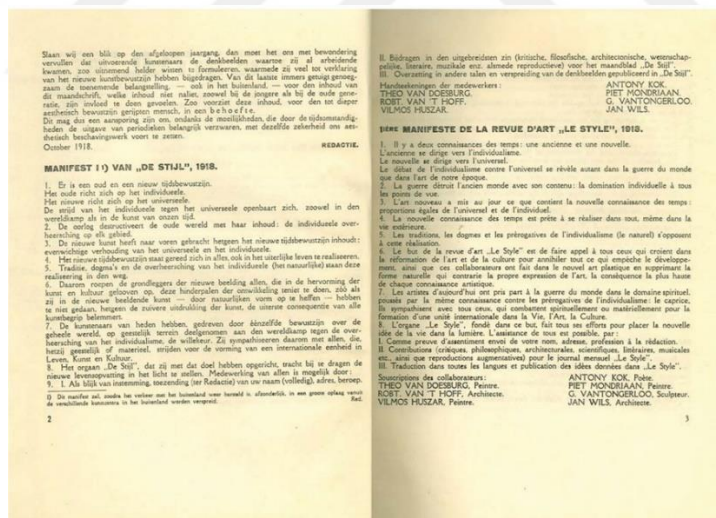 Slaan wij een blik op den afgeloopen jaargang, dan moet het ons met bewondering
vervullen dat uitvoerende kunstenaars de denkbeelden waartoe zij al arbeidende
kwamen, zoo uitnemend helder wisten te formuleeren, waarmede zij veel tot verklaring
van het nieuwe kunstbewustzijn hebben bijgedragen. Van dit laatste immers getuigt genoeg-
zaam de toenemende belangstelling, — ook in het buitenland, — voor den inhoud van
dit maandschrift, welke inhoud niet naliet, zoowel bij de jongere als bij de oude gene-
ratie, zijn invloed te doen gevoelen. Zoo voorziet deze inhoud, voor den tot dieper
aesthetisch bewustzijn gerijpten mensch, in een behoefte.
Dit mag dus een aansporing zijn om, ondanks de moeilijkheden, die door de tijdsomstandig-
heden de uitgave van periodieken belangrijk verzwaren, met dezelfde zekerheid ons aes-
thetisch beschavingswerk voort te zetten.
October 1918. REDACTIE.
MANIFEST I 1) VAN „DE STIJL”, 1918.
1. Er is een oud en een nieuw tijdsbewustzijn.
Het oude richt zich op het individueele.
Het nieuwe richt zich op het universeele.
De strijd van het individueele tegen het universeele openbaart zich, zoowel in den
wereldkamp als in de kunst van onzen tijd.
2. De oorlog destructiveert de oude wereld met haar inhoud: de individueele over-
heersching op elk gebied.
3. De nieuwe kunst heeft naar voren gebracht hetgeen het nieuwe tijdsbewustzijn inhoudt:
evenwichtige verhouding van het universeele en het individueele.
4. Het nieuwe tijdsbewustzijn staat gereed zich in alles, ook in het uiterlijke leven te realiseeren.
5. Traditie, dogma's en de overheersching van het individueele (het natuurlijke) staan deze
realiseering in den weg.
6. Daarom roepen de grondleggers der nieuwe beelding allen, die in de hervorming der
kunst en kultuur gelooven op, deze hinderpalen der ontwikkeling teniet te doen, zóó als
zij in de nieuwe beeldende kunst — door natuurlijken vorm op te heffen — hebben
te niet gedaan, hetgeen de zuivere uitdrukking der kunst, de uiterste consequentie van alle
kunstbegrip belemmert.
7. De kunstenaars van heden hebben, gedreven door éénzelfde bewustzijn over de
geheele wereld, op geestelijk terrein deelgenomen aan den wereldkamp tegen de over-
heersching van het individualisme, de willekeur. Zij sympathiseeren daarom met allen, die,
hetzij geestelijk of materieel, strijden voor de vorming van een internationale eenheid in
Leven, Kunst en Kultuur.
8. Het orgaan „De Stijl”, dat zij met dat doel hebben opgericht, tracht bij te dragen de
nieuwe levensopvatting in het licht te stellen. Medewerking van allen is mogelijk door:
9. I. Als blijk van instemming, toezending (ter Redactie) van uw naam (volledig), adres, beroep.
1) Dit manifest zal, zoodra het verkeer met het buitenland weer hersteld is afzonderlijk, in een groote oplaag vanuit
de verschillende kunstcentra in het buitenland worden verspreid. Red.
2
II. Bijdragen in den uitgebreidsten zin (kritische, filosofische, architectonische, wetenschap-
pelijke, literaire, muzikale enz. alsmede reproductieve) voor het maandblad „De Stijl”.
III. Overzetting in andere talen en verspreiding van de denkbeelden gepubliceerd in „De Stijl”.
Handteekeningen der medewerkers:
THEO VAN DOESBURG.
ROBT. VAN 'T HOFF.
VILMOS HUSZAR.
ANTONY KOK.
PIET MONDRIAAN.
G. VANTONGERLOO.
JAN WILS.
1ère MANIFESTE DE LA REVUE D'ART „LE STYLE”, 1918.
1. Il y a deux connaissances des temps: une ancienne et une nouvelle.
L'ancienne se dirige vers l'individualisme.
Le nouvelle se dirige vers l'universel.
Le débat de l'individualisme contre l'universel se révèle autant dans la guerre du monde
que dans l'art de notre époque.
2. La guerre détruit l'ancien monde avec son contenu: la domination individuelle à tous
les points de vue.
3. L'art nouveau a mis au jour ce que contient la nouvelle connaissance des temps:
proportions égales de l'universel et de l'individuel.
4. La nouvelle connaissance des temps est prête à se réaliser dans tout, même dans la
vie extérieure.
5. Les traditions, les dogmes et les prérogatives de l'individualisme (le naturel) s'opposent
à cette réalisation.
6. Le but de la revue d'art „Le Style” est de faire appel à tous ceux qui croient dans
la réformation de l'art et de la culture pour annihiler tout ce qui empêche le développe-
ment, ainsi que ces collaborateurs ont fait dans le nouvel art plastique en supprimant la
forme naturelle qui contrarie la propre expression de l'art, la conséquence la plus haute
de chaque connaissance artistique.
7. Les artistes d'aujourd'hui ont pris part à la guerre du monde dans le domaine spirituel,
poussés par la même connaissance contre les prérogatives de l'individualisme: le caprice,
Ils sympathisent avec tous ceux, qui combattent spirituellement ou matériellement pour la
formation d'une unité internationale dans la Vie, l'Art, la Culture.
8. L'organe „Le Style”, fondé dans ce but, fait tous ses efforts pour placer la nouvelle
idée de la vie dans la lumière. L'assistance de tous est possible, par:
I. Comme preuve d'assentiment envoi de votre nom, adresse, profession à la rédaction.
II. Contributions (critiques, philosophiques, architecturales, scientifiques, littéraires, musicales
etc., ainsi que reproductions augmentatives) pour le journal mensuel „Le Style”.
III. Traduction dans toutes les langues et publication des idées données dans „Le Style”.
Souscriptions des collaborateurs:
THEO VAN DOESBURG, Peintre.
ROBT. VAN 'T HOFF, Architecte.
VILMOS HUSZAR, Peintre.
ANTONY KOK, Poète.
PIET MONDRIAAN, Peintre.
G. VANTONGERLOO, Sculpteur.
JAN WILS, Architecte.
3